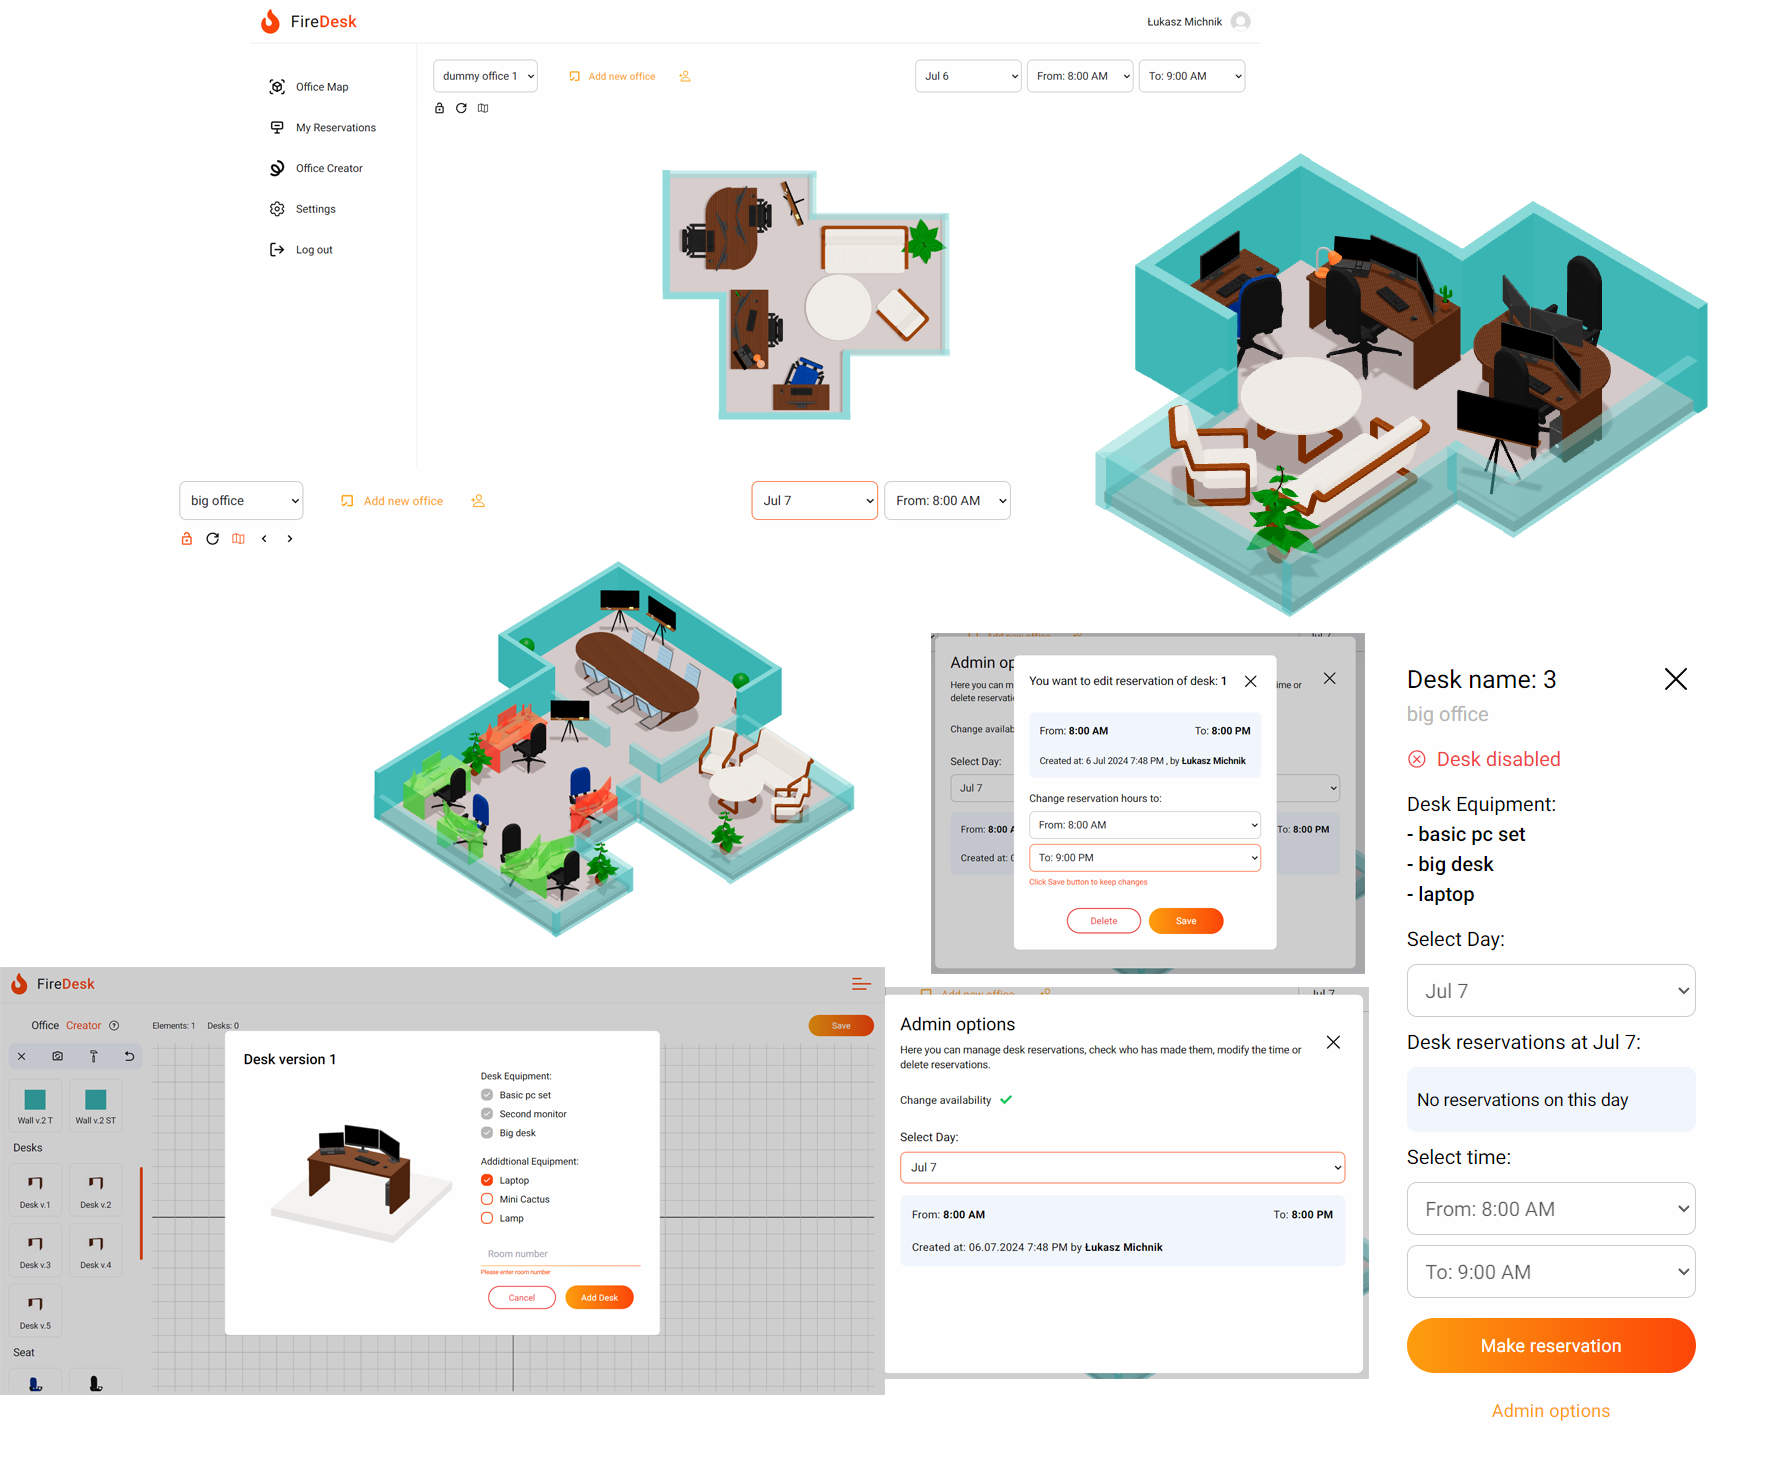 FireDesk
Łukasz Michnik
Office Map
My Reservations
Office Creator
Settings
Log out
dummy office 1
Add new office
Jul 6
From: 8:00 AM
To: 9:00 AM
big office
Add new office
Jul 7
From: 8:00 AM
Admin op
Here you can m
ime or
delete reservati
Change availab
Select Day:
Jul 7
From: 8:00 A
To: 8:00 PM
Created at: 0
You want to edit reservation of desk: 1
From: 8:00 AM
To: 8:00 PM
Created at: 6 Jul 2024 7:48 PM , by Łukasz Michnik
Change reservation hours to:
From: 8:00 AM
To: 9:00 PM
Click Save button to keep changes
Delete
Save
Desk name: 3
big office
Desk disabled
Desk Equipment:
- basic pc set
- big desk
- laptop
Select Day:
Jul 7
Desk reservations at Jul 7:
No reservations on this day
Select time:
From: 8:00 AM
To: 9:00 AM
Make reservation
Admin options
FireDesk
Office Creator
Elements: 1 Desks: 0
Save
Wall v.2 T
Wall v.2 ST
Desks
Desk v.1
Desk v.2
Desk v.3
Desk v.4
Desk v.5
Seat
Desk version 1
Desk Equipment:
Basic pc set
Second monitor
Big desk
Addidtional Equipment:
Laptop
Mini Cactus
Lamp
Room number
Please enter room number
Cancel
Add Desk
Admin options
Here you can manage desk reservations, check who has made them, modify the time or
delete reservations.
Change availability
Select Day:
Jul 7
From: 8:00 AM
To: 8:00 PM
Created at: 06.07.2024 7:48 PM by Łukasz Michnik